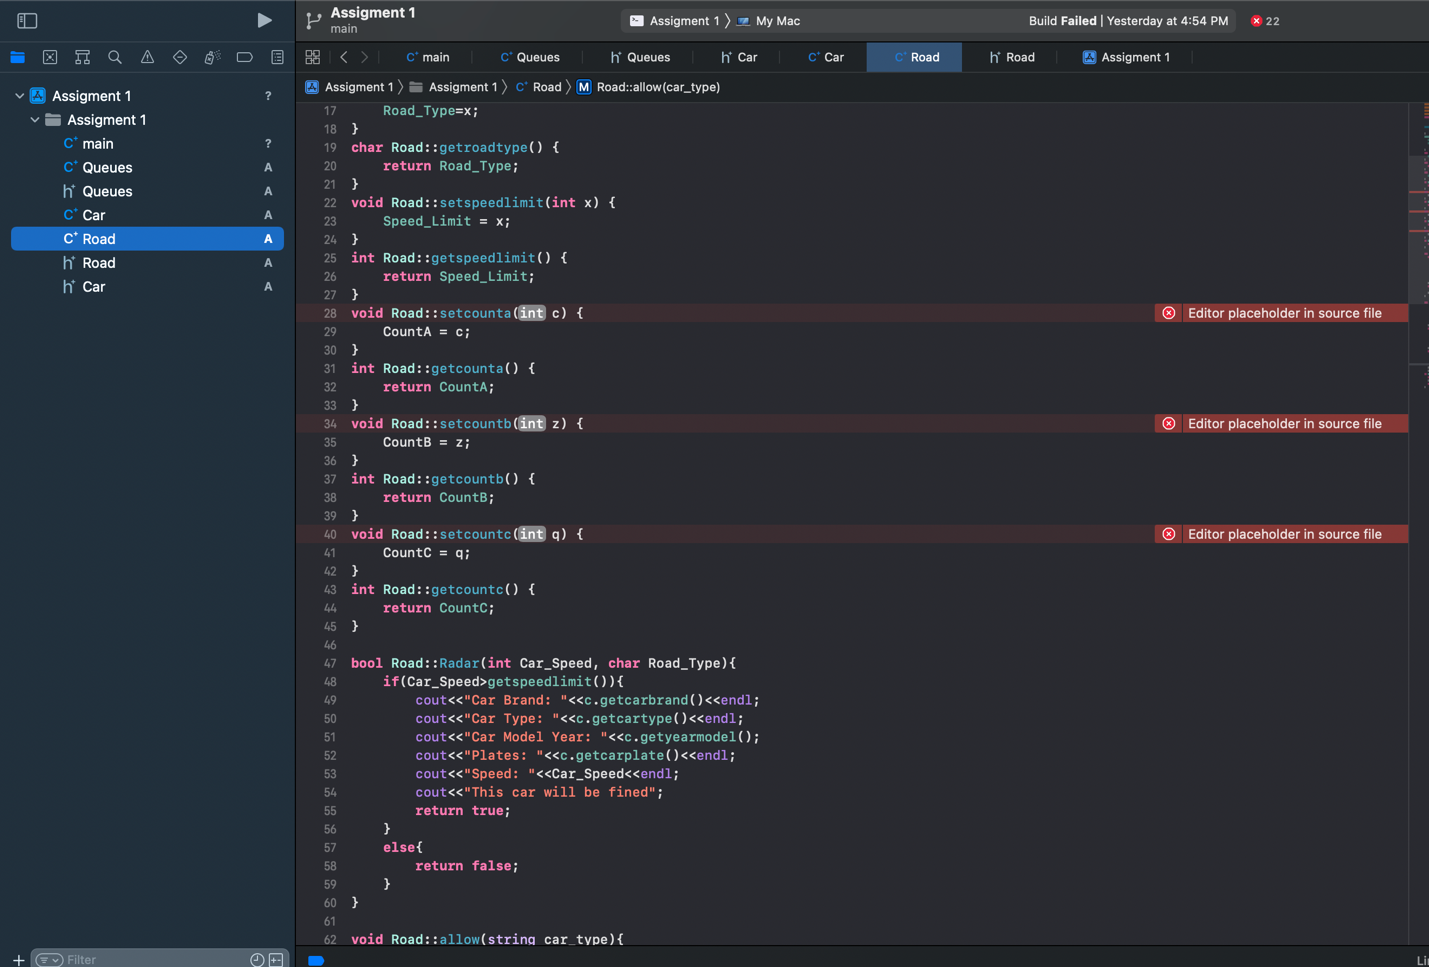 Assigment 1
main
Assigment 1 〉 My Mac
Build Failed | Yesterday at 4:54 PM
22
C+ main
C+ Queues
h+ Queues
h+ Car
C+ Car
C+ Road
h+ Road
Assigment 1
Assigment 1 〉 Assigment 1 〉 C+ Road 〉 M Road::allow(car_type)
Assigment 1 ?
Assigment 1
C+ main ?
C+ Queues A
h+ Queues A
C+ Car A
C+ Road A
h+ Road A
h+ Car A
Filter
17 Road_Type=x;
18 }
19 char Road::getroadtype() {
20 return Road_Type;
21 }
22 void Road::setspeedlimit(int x) {
23 Speed_Limit = x;
24 }
25 int Road::getspeedlimit() {
26 return Speed_Limit;
27 }
28 void Road::setcounta(int c) { Editor placeholder in source file
29 CountA = c;
30 }
31 int Road::getcounta() {
32 return CountA;
33 }
34 void Road::setcountb(int z) { Editor placeholder in source file
35 CountB = z;
36 }
37 int Road::getcountb() {
38 return CountB;
39 }
40 void Road::setcountc(int q) { Editor placeholder in source file
41 CountC = q;
42 }
43 int Road::getcountc() {
44 return CountC;
45 }
46
47 bool Road::Radar(int Car_Speed, char Road_Type){
48 if(Car_Speed>getspeedlimit()){
49 cout<<"Car Brand: "<<c.getcarbrand()<<endl;
50 cout<<"Car Type: "<<c.getcartype()<<endl;
51 cout<<"Car Model Year: "<<c.getyearmodel();
52 cout<<"Plates: "<<c.getcarplate()<<endl;
53 cout<<"Speed: "<<Car_Speed<<endl;
54 cout<<"This car will be fined";
55 return true;
56 }
57 else{
58 return false;
59 }
60 }
61
62 void Road::allow(string car_type){